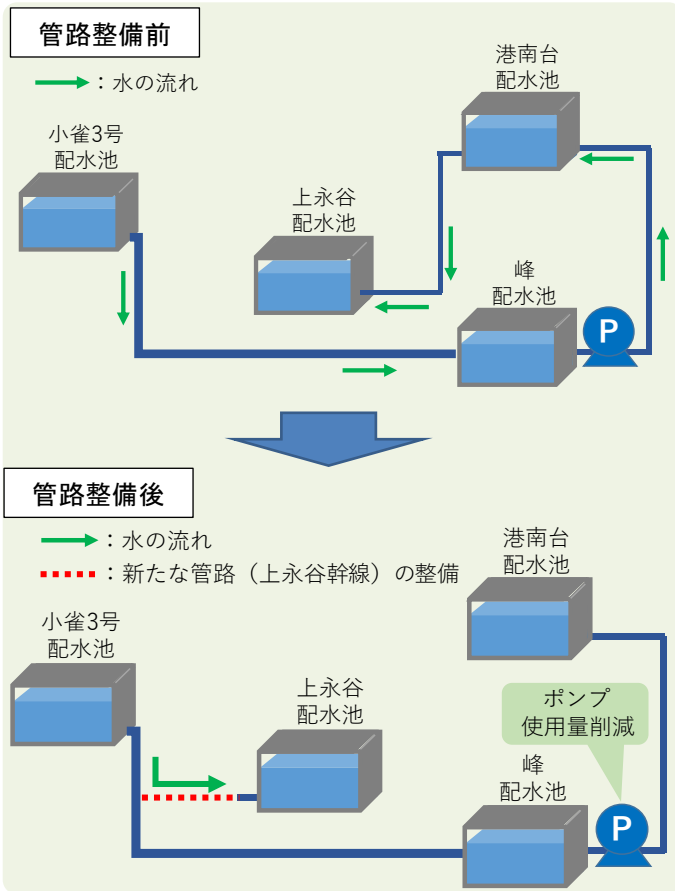 管路整備前
：水の流れ
港南台
配水池
小雀3号
配水池
上永谷
配水池
峰
配水池
P
管路整備後
：水の流れ
：新たな管路（上永谷幹線）の整備
港南台
配水池
小雀3号
配水池
上永谷
配水池
ポンプ
使用量削減
峰
配水池
P